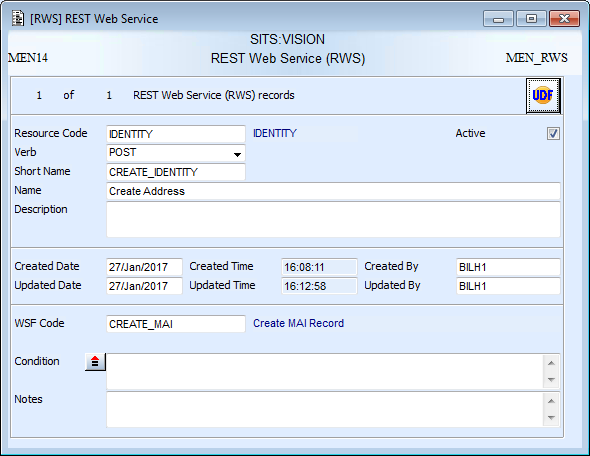 [RWS] REST Web Service
SITS:VISION
MEN14 REST Web Service (RWS) MEN_RWS
1 of 1 REST Web Service (RWS) records UDF
Resource Code IDENTITY IDENTITY Active
Verb POST
Short Name CREATE_IDENTITY
Name Create Address
Description
Created Date 27/Jan/2017 Created Time 16:08:11 Created By BILH1
Updated Date 27/Jan/2017 Updated Time 16:12:58 Updated By BILH1
WSF Code CREATE_MAI Create MAI Record
Condition
Notes